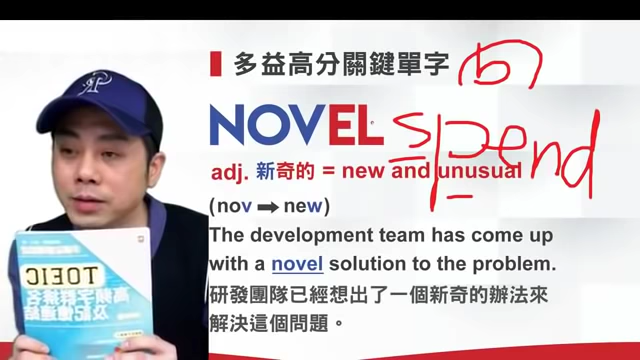 多益高分關鍵單字
NOVEL
spend
adj. 新奇的 = new and unusual
(nov ➡ new)
The development team has come up
with a novel solution to the problem.
研發團隊已經想出了一個新奇的辦法來
解決這個問題。
TOEIC